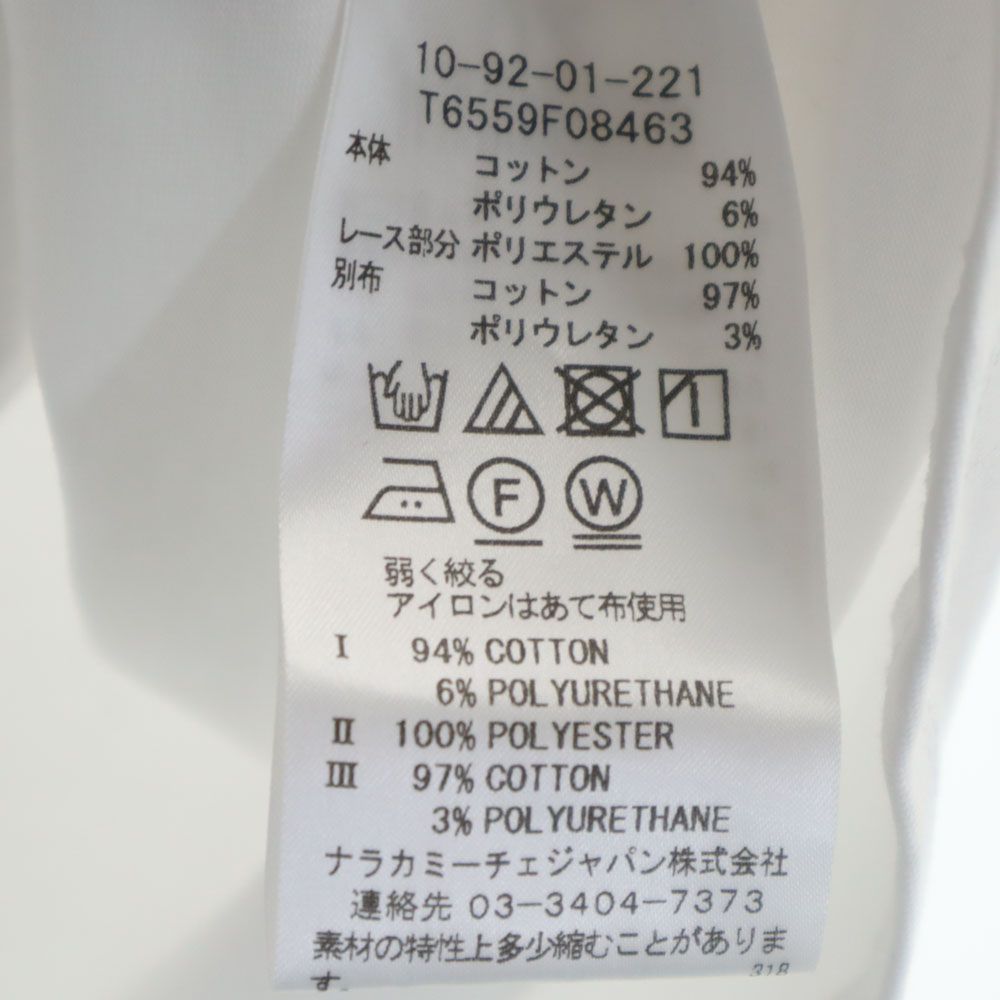 10-92-01-221
T6559F08463
本体 コットン 94%
ポリウレタン 6%
レース部分 ポリエステル 100%
別布 コットン 97%
ポリウレタン 3%
F W
弱く絞る
アイロンはあて布使用
I 94% COTTON
6% POLYURETHANE
II 100% POLYESTER
III 97% COTTON
3% POLYURETHANE
ナラカミーチェジャパン株式会社
連絡先 03-3404-7373
素材の特性上多少縮むことがありま
す。
318